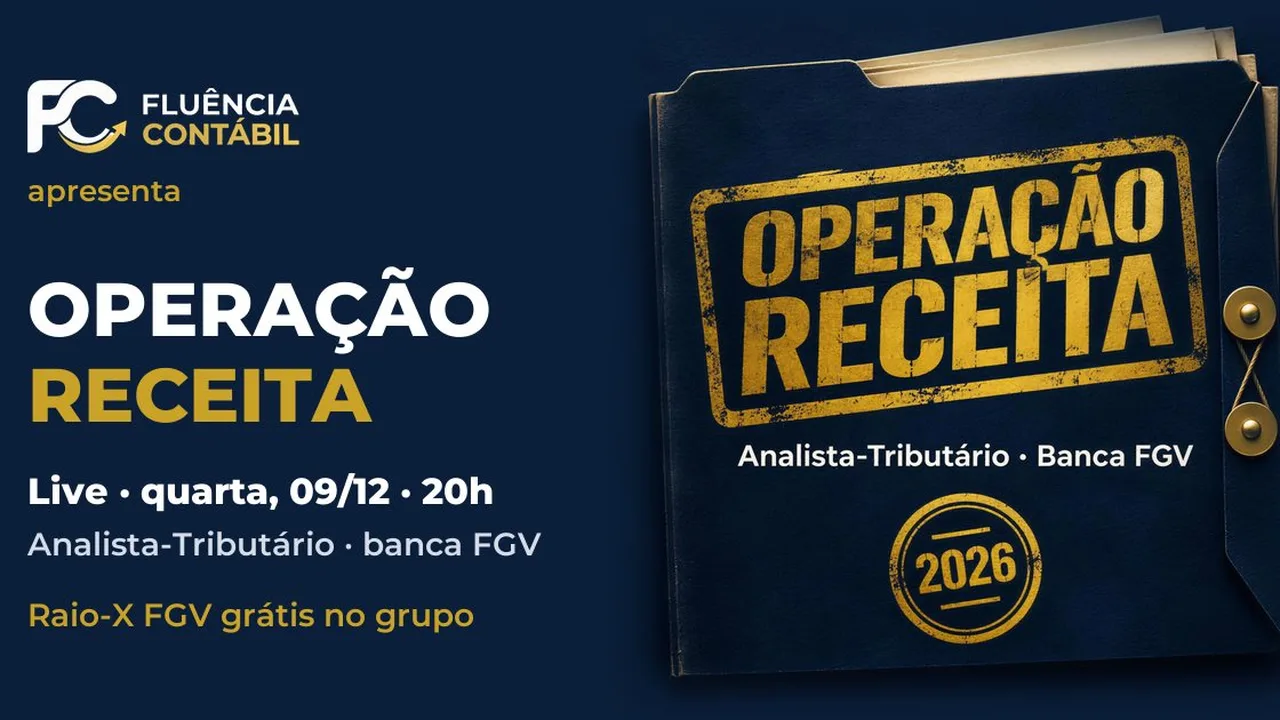 FC
FLUÊNCIA
CONTÁBIL
apresenta
OPERAÇÃO
RECEITA
Live · quarta, 09/12 · 20h
Analista-Tributário · banca FGV
Raio-X FGV grátis no grupo
OPERAÇÃO
RECEITA
Analista-Tributário · Banca FGV
2026